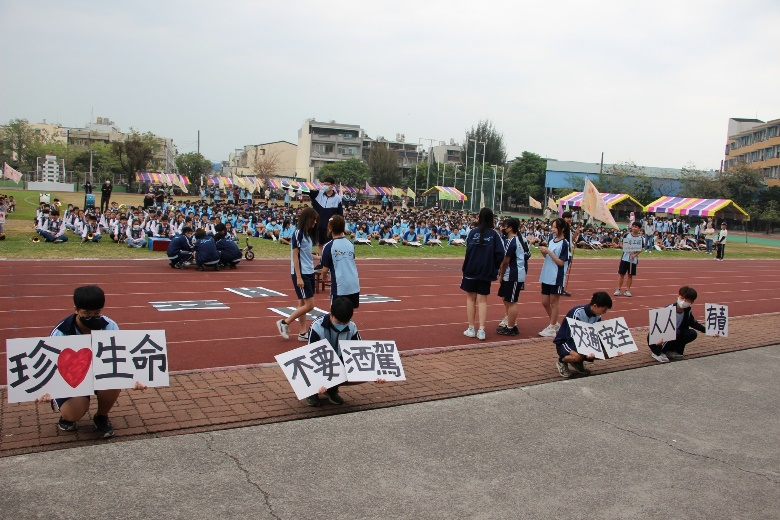 珍 生命
不要 酒駕
交通 安全
人人 有責